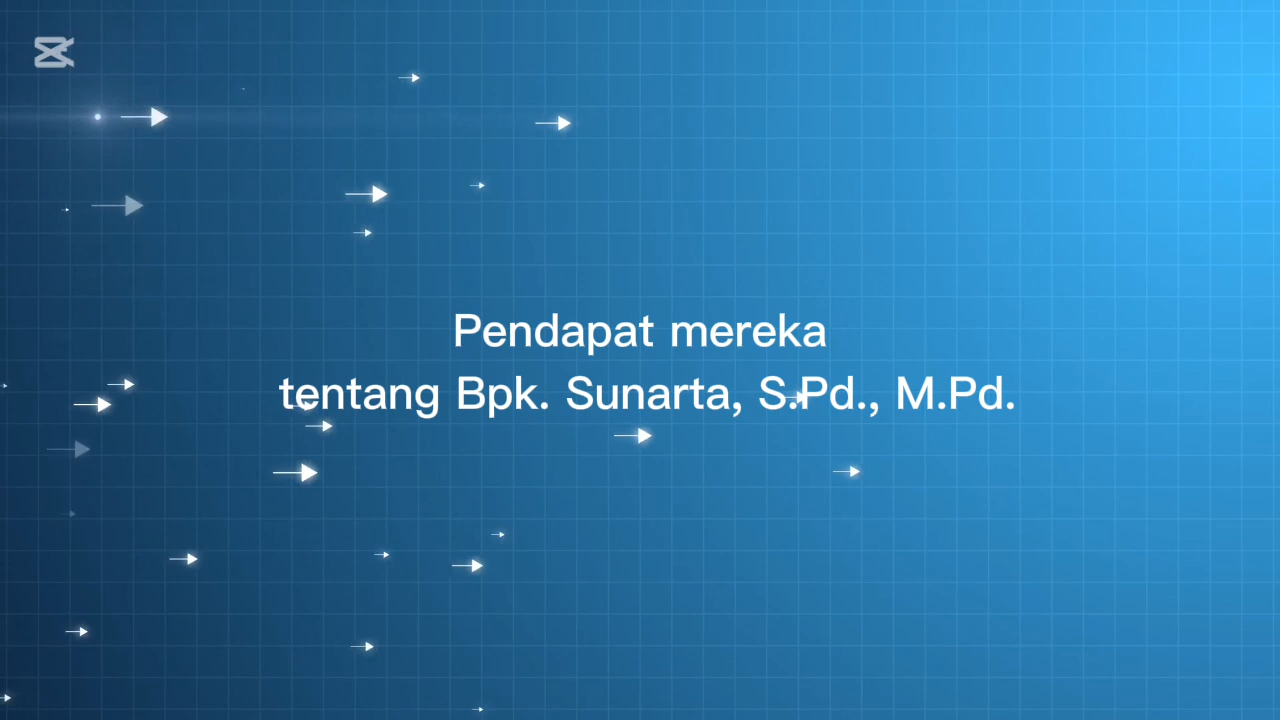 Pendapat mereka
tentang Bpk. Sunarta, S.Pd., M.Pd.